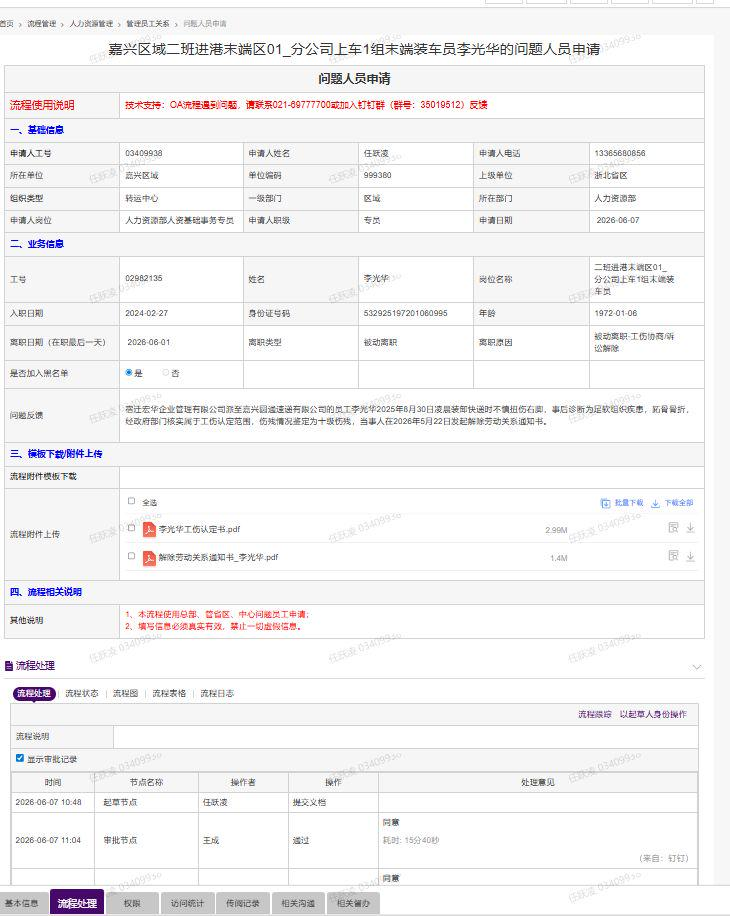 首页 › 流程管理 › 人力资源管理 › 管理员工关系 › 问题人员申请
嘉兴区域二班进港末端区01_分公司上车1组末端装车员李光华的问题人员申请
问题人员申请
流程使用说明 技术支持：OA流程遇到问题，请联系021-69777700或加入钉钉群（群号：35019512）反馈
一、基础信息
申请人工号 03409938 申请人姓名 任跃凌 申请人电话 13365680856
所在单位 嘉兴区域 单位编码 999380 上级单位 浙北省区
组织类型 转运中心 一级部门 区域 所在部门 人力资源部
申请人岗位 人力资源部人资基础事务专员 申请人职级 专员 申请日期 2026-06-07
二、业务信息
工号 02982135 姓名 李光华 岗位名称 二班进港末端区01_
分公司上车1组末端装
车员
入职日期 2024-02-27 身份证号码 532925197201060995 年龄 1972-01-06
离职日期（在职最后一天） 2026-06-01 离职类型 被动离职 离职原因 被动离职-工伤协商/诉
讼解除
是否加入黑名单 是 否
问题反馈 宿迁宏华企业管理有限公司派至嘉兴圆通速递有限公司的员工李光华2025年8月30日凌晨装卸快递时不慎扭伤右脚，事后诊断为足软组织疾患，跖骨骨折，
经政府部门核实属于工伤认定范围，伤残情况鉴定为十级伤残，当事人在2026年5月22日发起解除劳动关系通知书。
三、模板下载/附件上传
流程附件模板下载
流程附件上传 全选 批量下载 下载全部
李光华工伤认定书.pdf 2.99M
解除劳动关系通知书_李光华.pdf 1.4M
四、流程相关说明
其他说明 1、本流程使用总部、管省区、中心问题员工申请；
2、填写信息必须真实有效，禁止一切虚假信息。
流程处理
流程处理 流程状态 流程图 流程表格 流程日志
流程跟踪 以起草人身份操作
流程说明
显示审批记录
时间 节点名称 操作者 操作 处理意见
2026-06-07 10:48 起草节点 任跃凌 提交文档
2026-06-07 11:04 审批节点 王成 通过 同意
耗时: 15分40秒
（来自：钉钉）
同意
基本信息 流程处理 权限 访问统计 传阅记录 相关沟通 相关督办
任跃凌 03409938